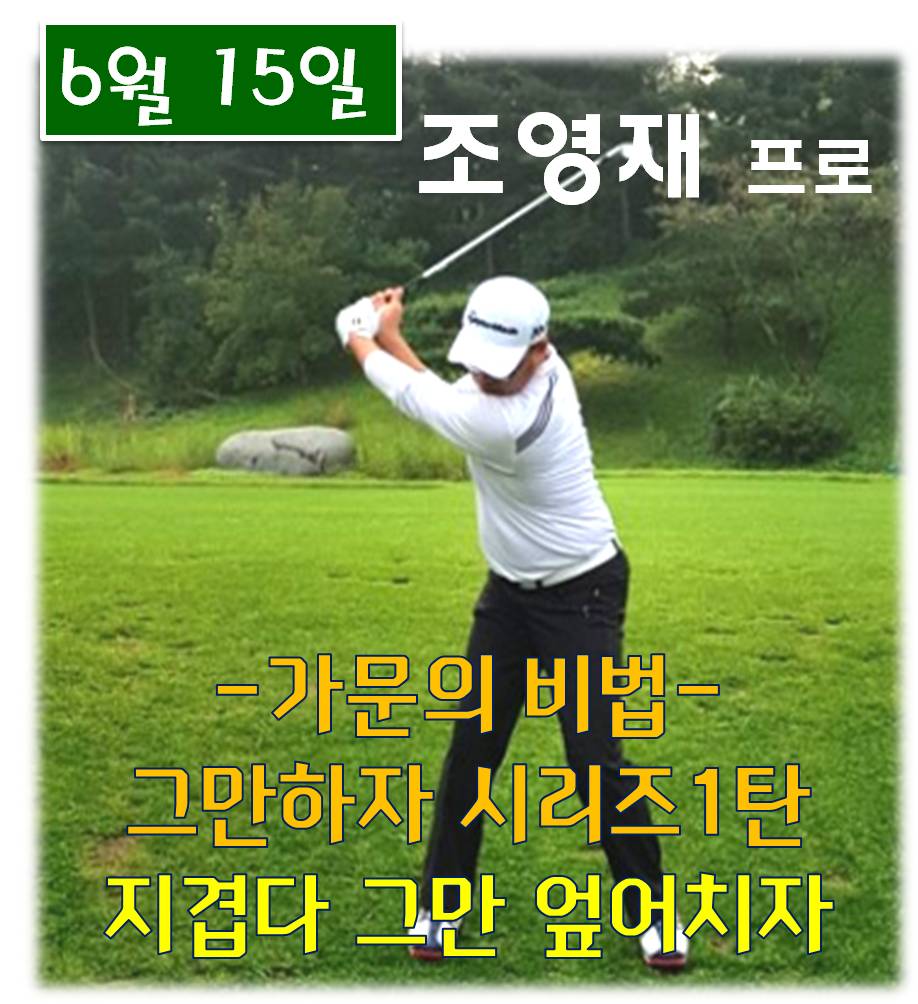 6월 15일
조영재 프로
TaylorMade
-가문의 비법-
그만하자 시리즈1탄
지겹다 그만 엎어치자